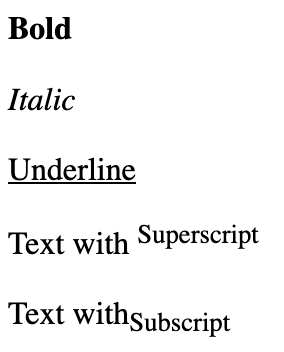 Bold
Italic
Underline
Text with Superscript
Text withSubscript